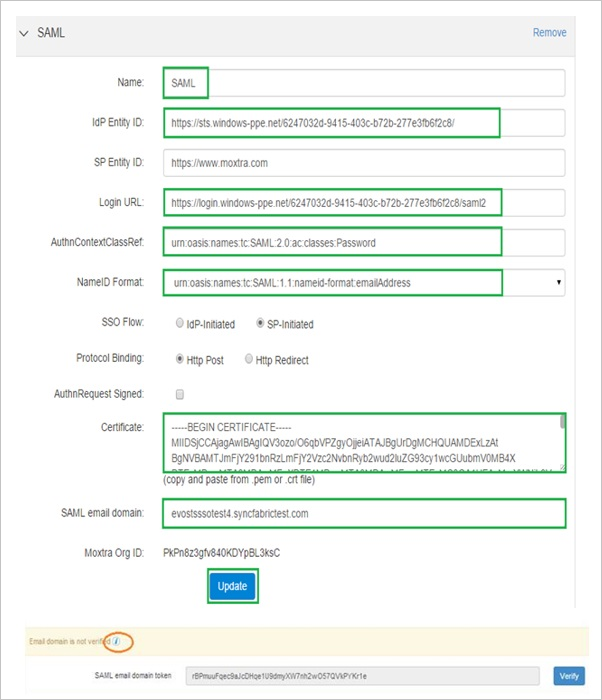 SAML Remove
Name: SAML
IdP Entity ID: https://sts.windows-ppe.net/6247032d-9415-403c-b72b-277e3fb6f2c8/
SP Entity ID: https://www.moxtra.com
Login URL: https://login.windows-ppe.net/6247032d-9415-403c-b72b-277e3fb6f2c8/saml2
AuthnContextClassRef: urn:oasis:names:tc:SAML:2.0:ac:classes:Password
NameID Format: urn:oasis:names:tc:SAML:1.1:nameid-format:emailAddress
SSO Flow: IdP-Initiated SP-Initiated
Protocol Binding: Http Post Http Redirect
AuthnRequest Signed:
Certificate: -----BEGIN CERTIFICATE-----
MIIDSjCCAjagAwIBAgIQV3ozo/O6qbVPZgyOjjeiATAJBgUrDgMCHQUAMDExLzAt
BgNVBAMTJmFjY291bnRzLmFjY2Vzc2NvbnRyb2wud2luZG93cy1wcGUubmV0MB4X
(copy and paste from .pem or .crt file)
SAML email domain: evostsssotest4.syncfabrictest.com
Moxtra Org ID: PkPn8z3gfv840KDYpBL3ksC
Update
Email domain is not verified i
SAML email domain token rBPmuuFqec9aJcDHqe1U9dmyXW7nh2wO57QVkPYKr1e Verify